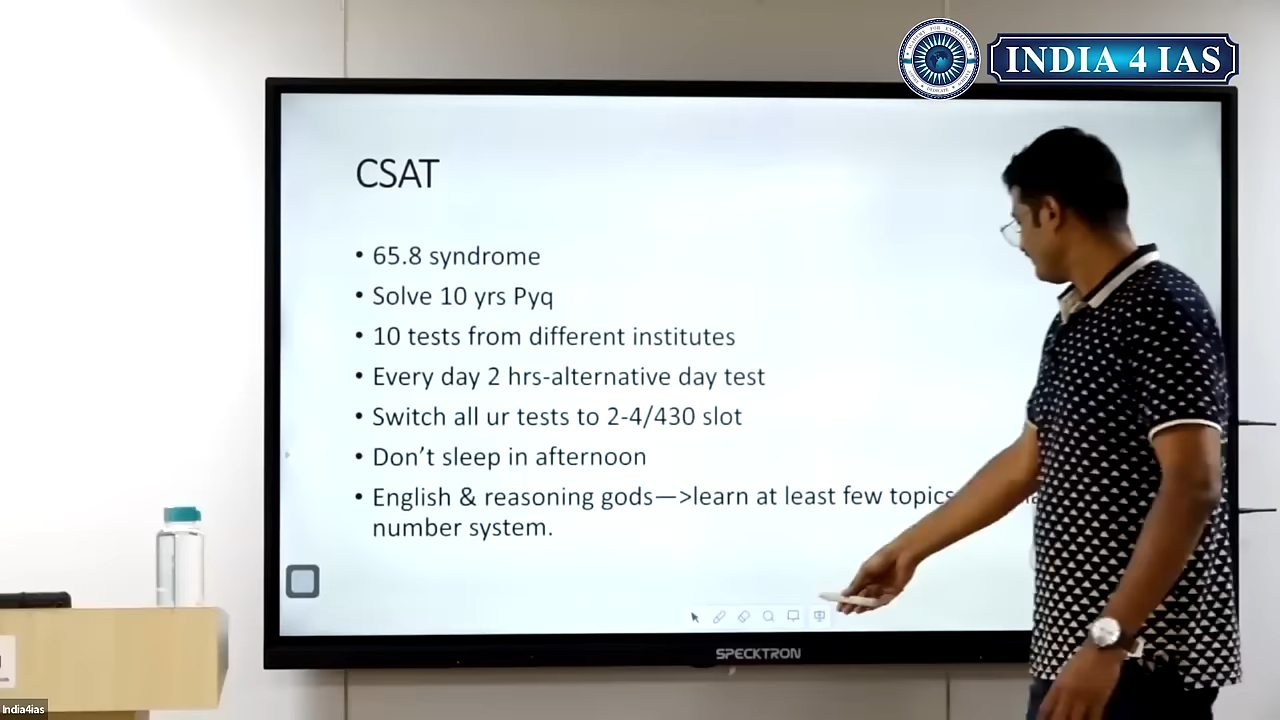 INDIA 4 IAS
CSAT
• 65.8 syndrome
• Solve 10 yrs Pyq
• 10 tests from different institutes
• Every day 2 hrs-alternative day test
• Switch all ur tests to 2-4/430 slot
• Don’t sleep in afternoon
• English & reasoning gods—>learn at least few topics
number system.
SPECKTRON
India4ias